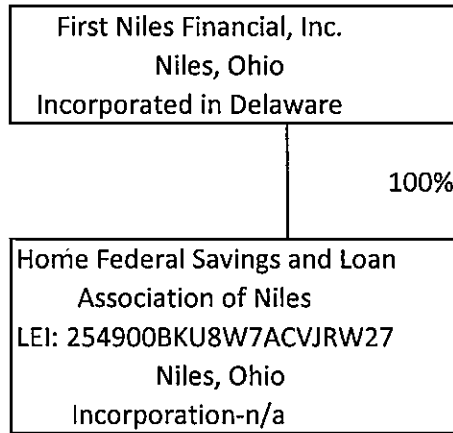 First Niles Financial, Inc.
Niles, Ohio
Incorporated in Delaware
100%
Home Federal Savings and Loan
Association of Niles
LEI: 254900BKU8W7ACVJRW27
Niles, Ohio
Incorporation-n/a